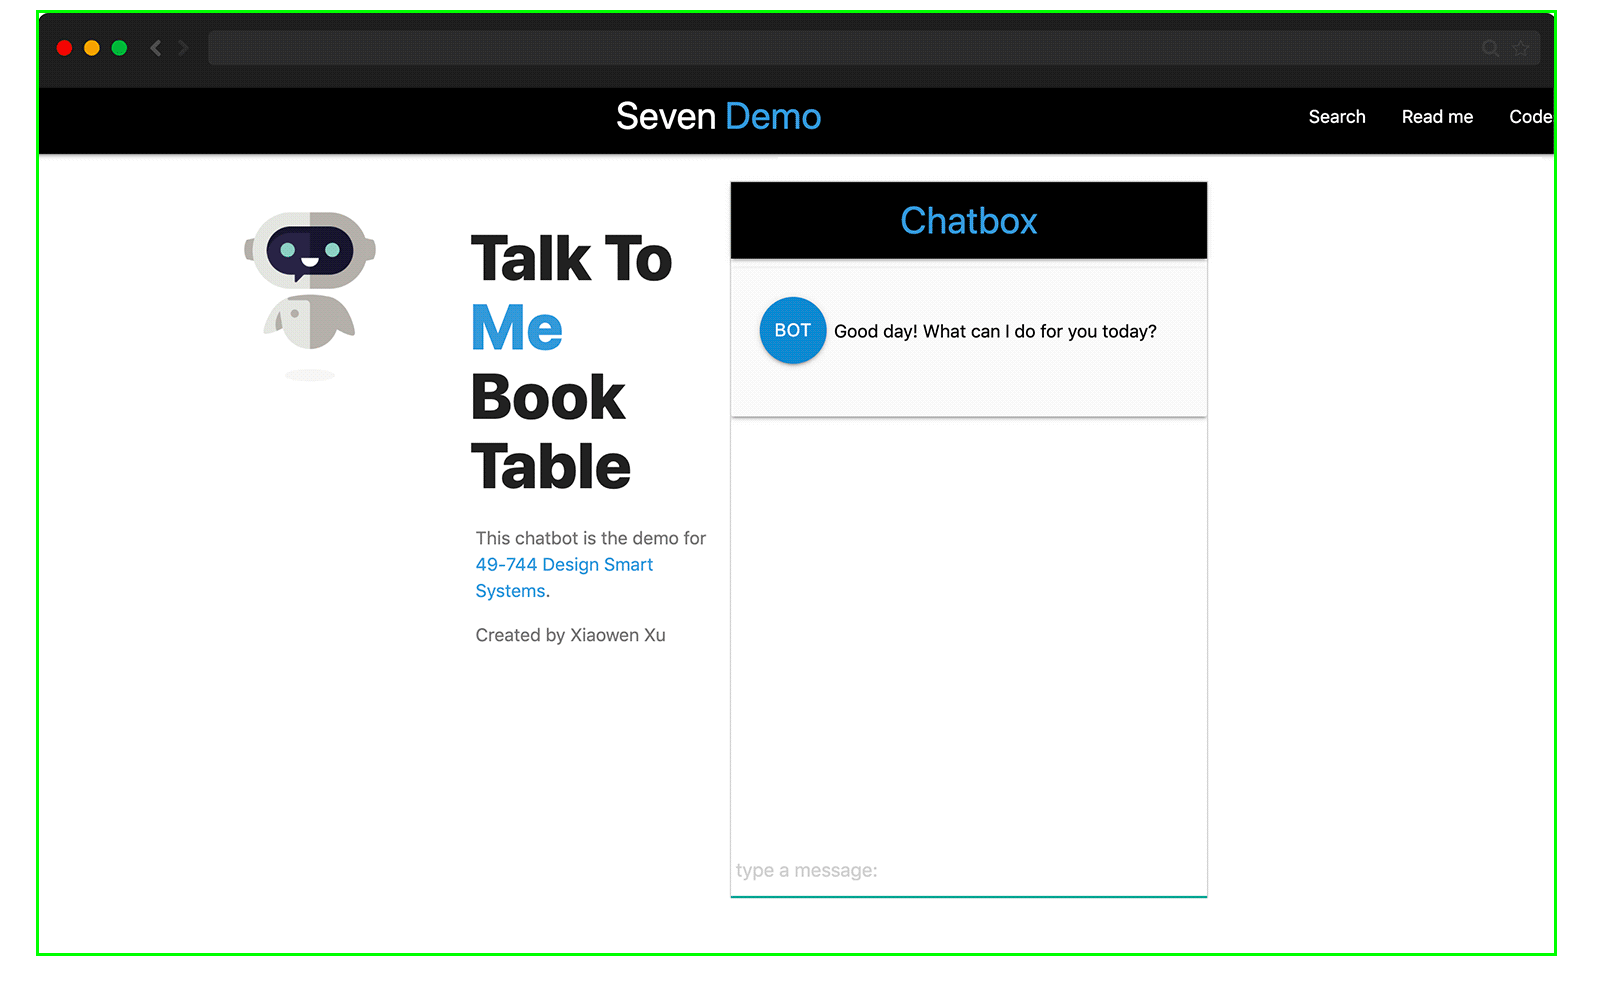 Seven Demo
Search
Read me
Code
Talk To
Me
Book
Table
This chatbot is the demo for
49-744 Design Smart
Systems.
Created by Xiaowen Xu
Chatbox
BOT
Good day! What can I do for you today?
type a message: